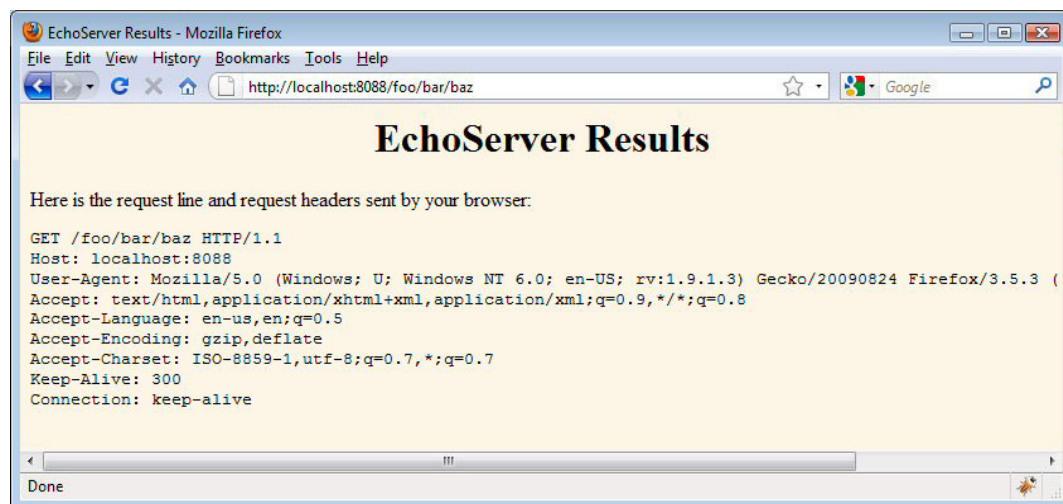 EchoServer Results - Mozilla Firefox
File Edit View History Bookmarks Tools Help
http://localhost:8088/foo/bar/baz Google
EchoServer Results
Here is the request line and request headers sent by your browser:
GET /foo/bar/baz HTTP/1.1
Host: localhost:8088
User-Agent: Mozilla/5.0 (Windows; U; Windows NT 6.0; en-US; rv:1.9.1.3) Gecko/20090824 Firefox/3.5.3 (
Accept: text/html,application/xhtml+xml,application/xml;q=0.9,*/*;q=0.8
Accept-Language: en-us,en;q=0.5
Accept-Encoding: gzip,deflate
Accept-Charset: ISO-8859-1,utf-8;q=0.7,*;q=0.7
Keep-Alive: 300
Connection: keep-alive
Done